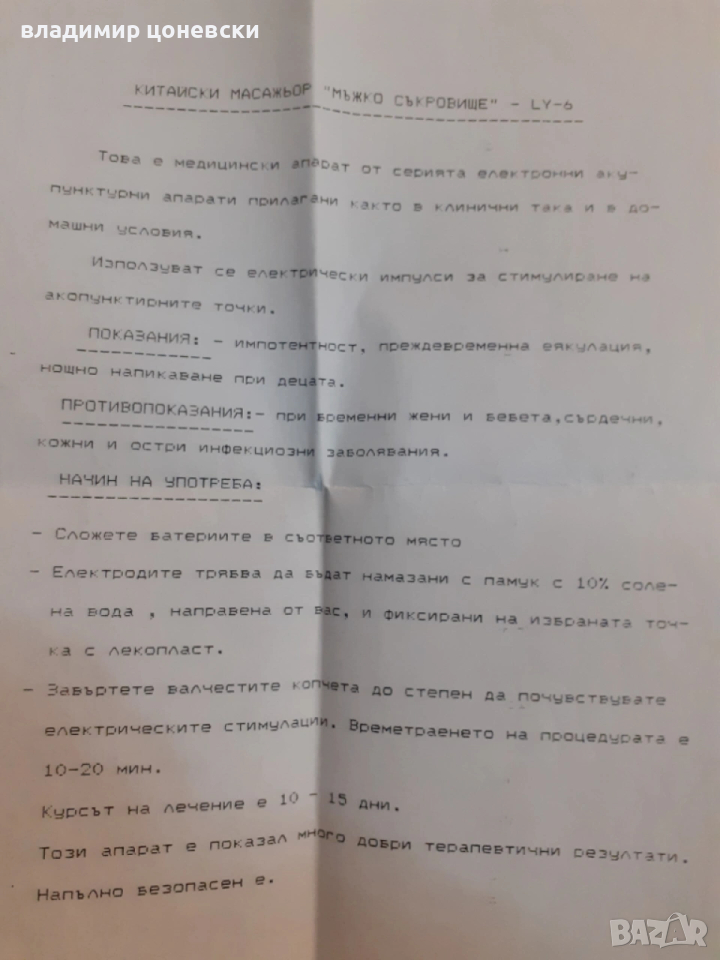 владимир цоневски
КИТАЙСКИ МАСАЖЬОР "МЪЖКО СЪКРОВИЩЕ" - LY-6
Това е медицински апарат от серията електронни аку-
пунктурни апарати прилагани както в клинични така и в до-
машни условия.
Използуват се електрически импулси за стимулиране на
акопунктирните точки.
ПОКАЗАНИЯ: - импотентност, преждевременна еякулация,
нощно напикаване при децата.
ПРОТИВОПОКАЗАНИЯ:- при временни жени и бебета,сърдечни,
кожни и остри инфекциозни заболявания.
НАЧИН НА УПОТРЕБА:
- Сложете батериите в съответното място
- Електродите трябва да бъдат намазани с памук с 10% соле-
на вода , направена от вас, и фиксирани на избраната точ-
ка с лекопласт.
- Завъртете валчестите копчета до степен да почувствувате
електрическите стимулации. Времетраенето на процедурата е
10-20 мин.
Курсът на лечение е 10 - 15 дни.
Този апарат е показал много добри терапевтични резултати.
Напълно безопасен е.
BAZAR